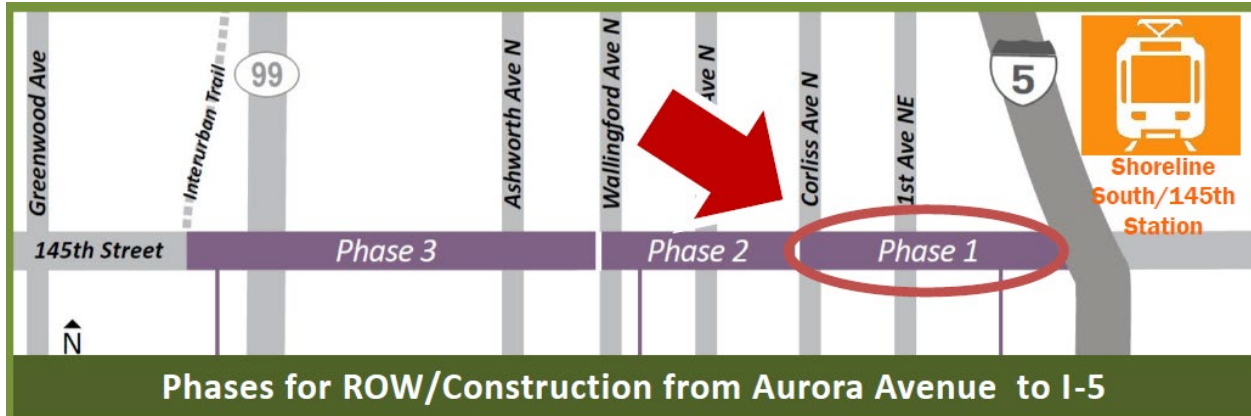 Greenwood Ave
Interurban Trail
99
Ashworth Ave N
Wallingford Ave N
Ave N
Corliss Ave N
1st Ave NE
5
Shoreline
South/145th
Station
145th Street
Phase 3
Phase 2
Phase 1
N
Phases for ROW/Construction from Aurora Avenue to I-5